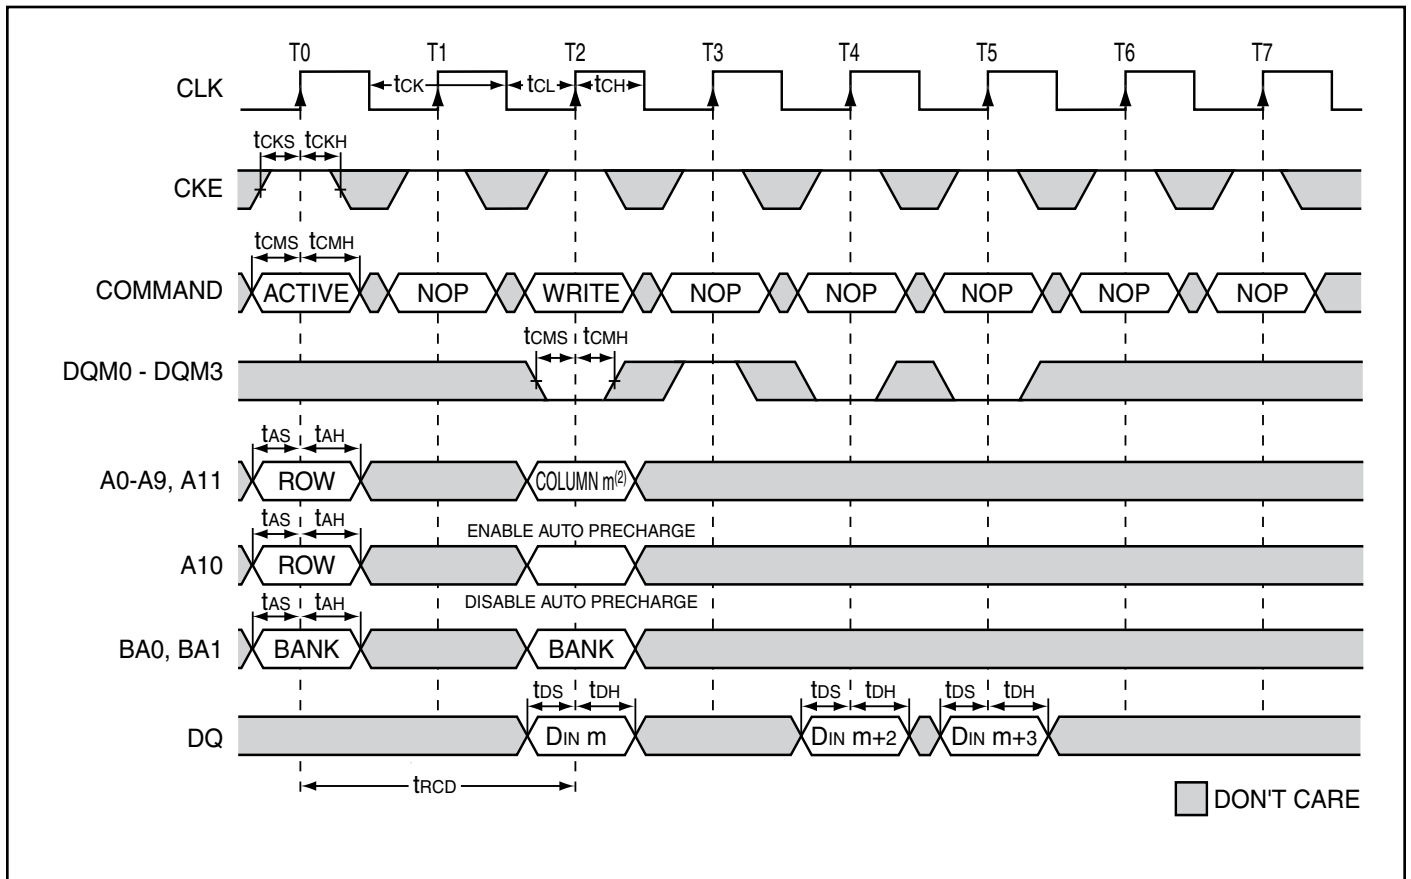 T0 T1 T2 T3 T4 T5 T6 T7
CLK tCK tCL tCH
tCKS tCKH
CKE
tCMS tCMH
COMMAND ACTIVE NOP WRITE NOP NOP NOP NOP NOP
tCMS tCMH
DQM0 - DQM3
tAS tAH
A0-A9, A11 ROW COLUMN m(2)
tAS tAH ENABLE AUTO PRECHARGE
A10 ROW
tAS tAH DISABLE AUTO PRECHARGE
BA0, BA1 BANK BANK
tDS tDH tDS tDH tDS tDH
DQ DIN m DIN m+2 DIN m+3
tRCD
DON'T CARE